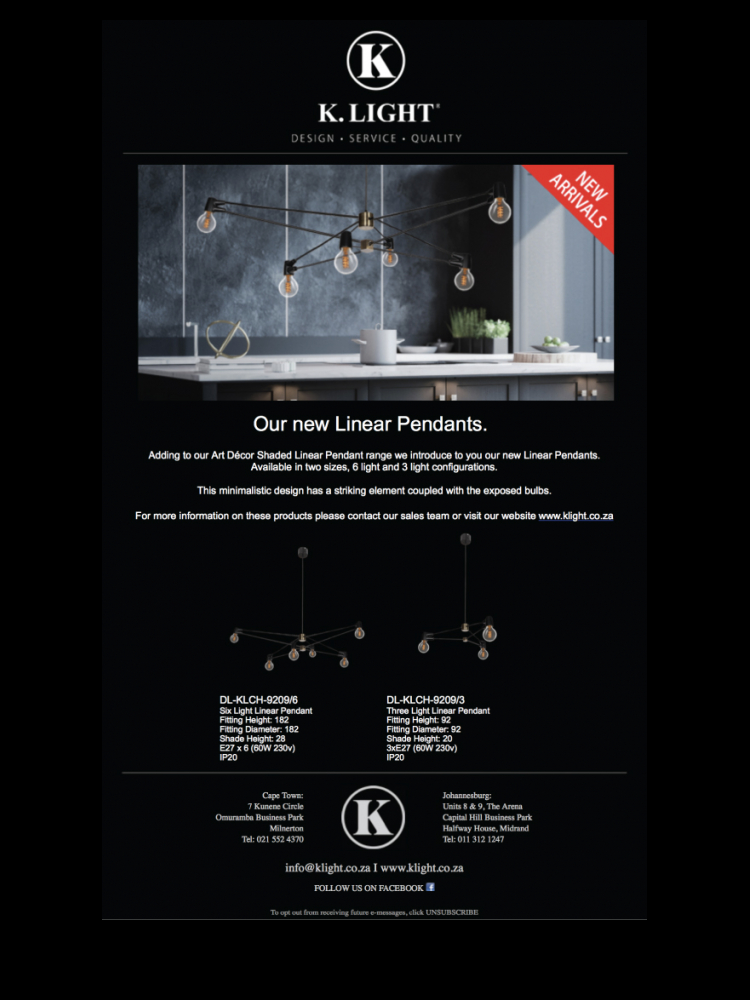 K
K. LIGHT®
DESIGN • SERVICE • QUALITY
NEW
ARRIVALS
Our new Linear Pendants.
Adding to our Art Décor Shaded Linear Pendant range we introduce to you our new Linear Pendants.
Available in two sizes, 6 light and 3 light configurations.
This minimalistic design has a striking element coupled with the exposed bulbs.
For more information on these products please contact our sales team or visit our website www.klight.co.za
DL-KLCH-9209/6
Six Light Linear Pendant
Fitting Height: 182
Fitting Diameter: 182
Shade Height: 28
E27 x 6 (60W 230v)
IP20
DL-KLCH-9209/3
Three Light Linear Pendant
Fitting Height: 92
Fitting Diameter: 92
Shade Height: 20
3xE27 (60W 230v)
IP20
Cape Town:
7 Kunene Circle
Omuramba Business Park
Milnerton
Tel: 021 552 4370
K
Johannesburg:
Units 8 & 9, The Arena
Capital Hill Business Park
Halfway House, Midrand
Tel: 011 312 1247
info@klight.co.za I www.klight.co.za
FOLLOW US ON FACEBOOK f
To opt out from receiving future e-messages, click UNSUBSCRIBE